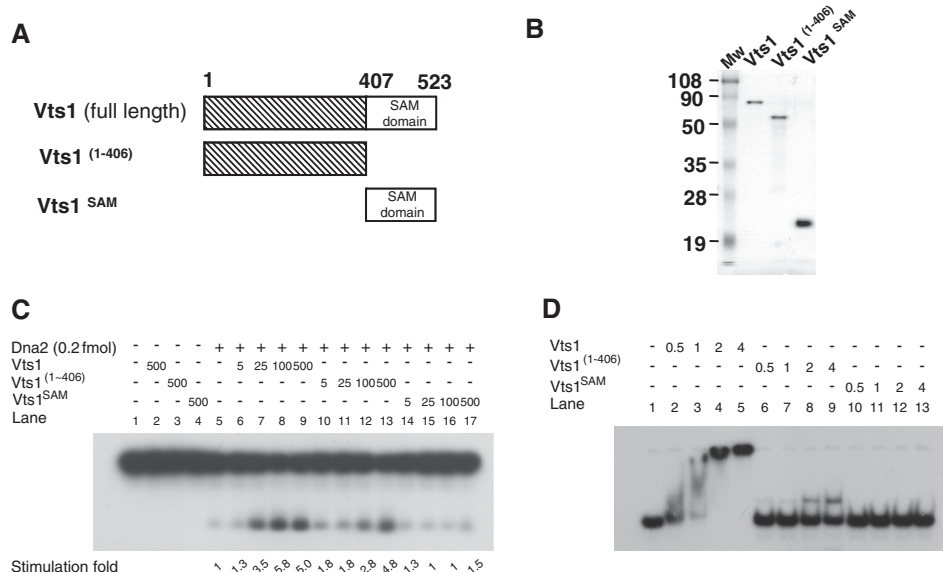 A
1 407 523
Vts1 (full length) SAM domain
Vts1 (1-406)
Vts1 SAM SAM domain
B
Mw Vts1 Vts1 (1-406) Vts1 SAM
108
90
50
35
28
19
C
Dna2 (0.2 fmol) - - - - + + + + + + + + + + + + +
Vts1 - 500 - - - 5 25 100 500 - - - - - - - -
Vts1 (1~406) - - 500 - - - - - - 5 25 100 500 - - - -
Vts1 SAM - - - 500 - - - - - - - - - 5 25 100 500
Lane 1 2 3 4 5 6 7 8 9 10 11 12 13 14 15 16 17
Stimulation fold 1 1.3 3.5 5.8 5.0 1.8 1.8 2.8 4.8 1.3 1 1 1.5
D
Vts1 - 0.5 1 2 4 - - - - - - - -
Vts1 (1-406) - - - - - 0.5 1 2 4 - - - -
Vts1 SAM - - - - - - - - - 0.5 1 2 4
Lane 1 2 3 4 5 6 7 8 9 10 11 12 13